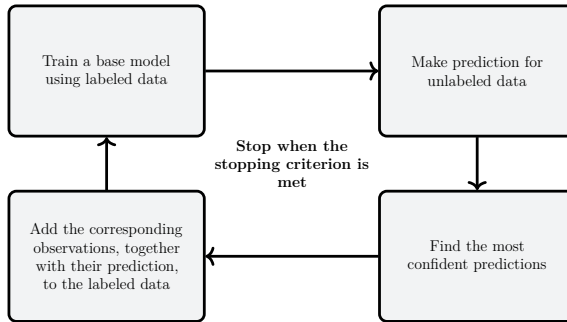 Train a base model
using labeled data
Make prediction for
unlabeled data
Stop when the
stopping criterion is
met
Add the corresponding
observations, together
with their prediction,
to the labeled data
Find the most
confident predictions